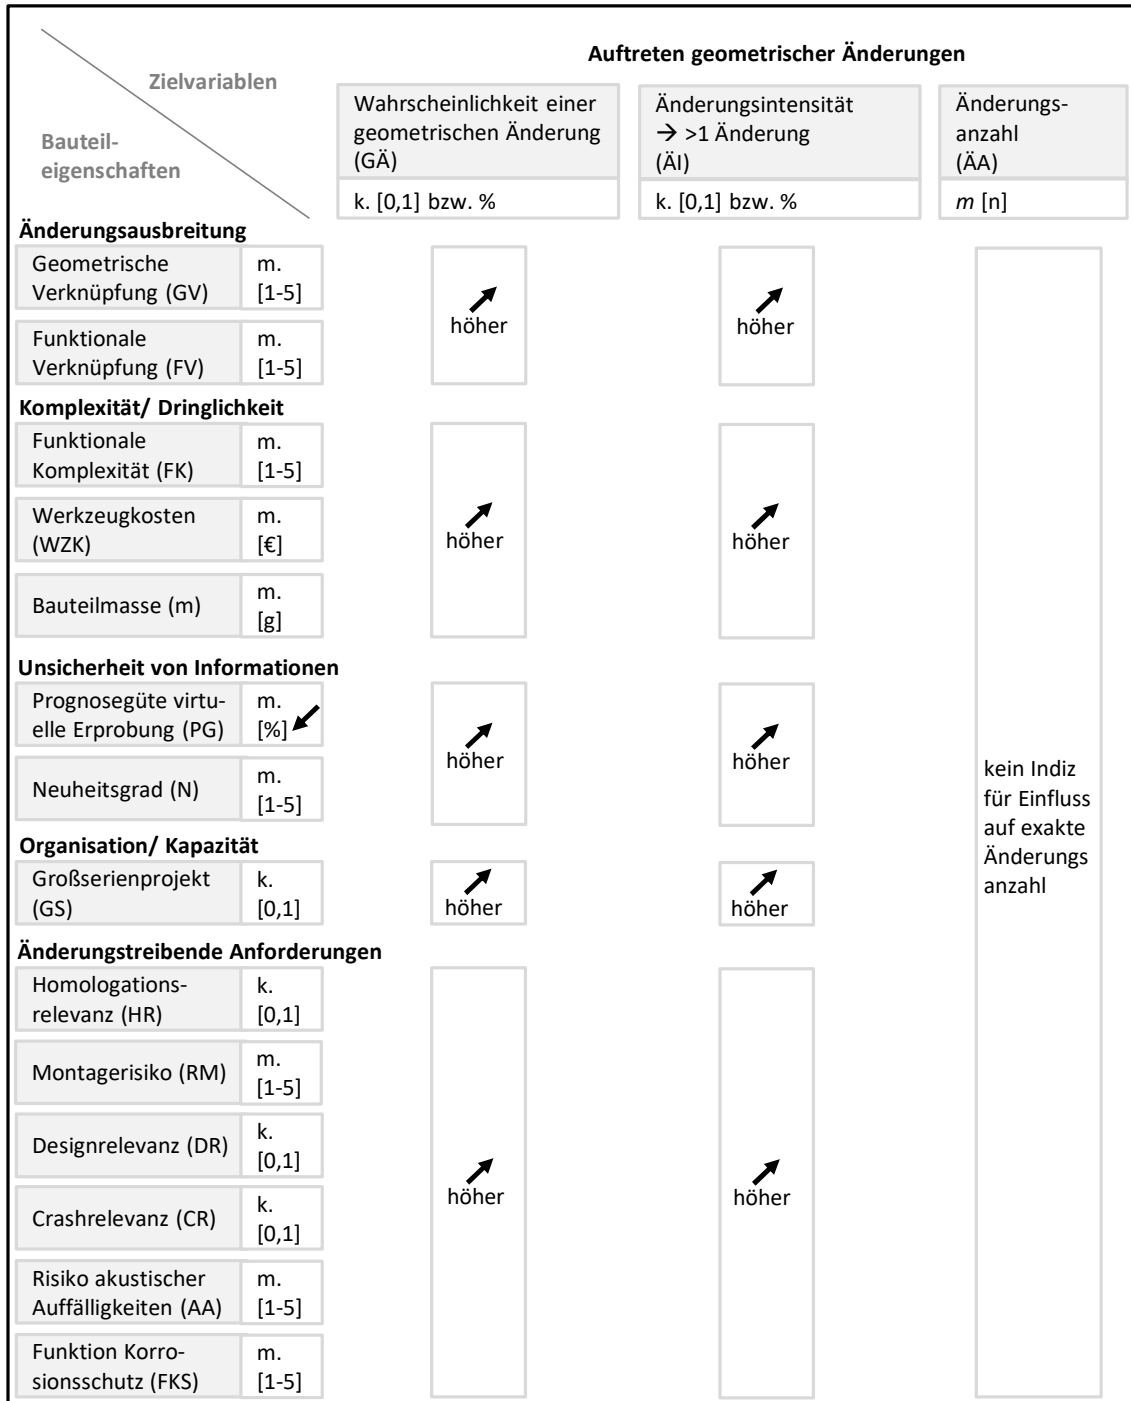 Auftreten geometrischer Änderungen
Zielvariablen
Bauteil-
eigenschaften
Wahrscheinlichkeit einer
geometrischen Änderung
(GÄ)
k. [0,1] bzw. %
Änderungsintensität
→ >1 Änderung
(ÄI)
k. [0,1] bzw. %
Änderungs-
anzahl
(ÄA)
m [n]
Änderungsausbreitung
Geometrische
Verknüpfung (GV)
m.
[1-5]
Funktionale
Verknüpfung (FV)
m.
[1-5]
höher
höher
Komplexität/ Dringlichkeit
Funktionale
Komplexität (FK)
m.
[1-5]
Werkzeugkosten
(WZK)
m.
[€]
Bauteilmasse (m)
m.
[g]
höher
höher
Unsicherheit von Informationen
Prognosegüte virtu-
elle Erprobung (PG)
m.
[%]
Neuheitsgrad (N)
m.
[1-5]
höher
höher
Organisation/ Kapazität
Großserienprojekt
(GS)
k.
[0,1]
höher
höher
Änderungstreibende Anforderungen
Homologations-
relevanz (HR)
k.
[0,1]
Montagerisiko (RM)
m.
[1-5]
Designrelevanz (DR)
k.
[0,1]
Crashrelevanz (CR)
k.
[0,1]
Risiko akustischer
Auffälligkeiten (AA)
m.
[1-5]
Funktion Korro-
sionsschutz (FKS)
m.
[1-5]
höher
höher
kein Indiz
für Einfluss
auf exakte
Änderungs
anzahl